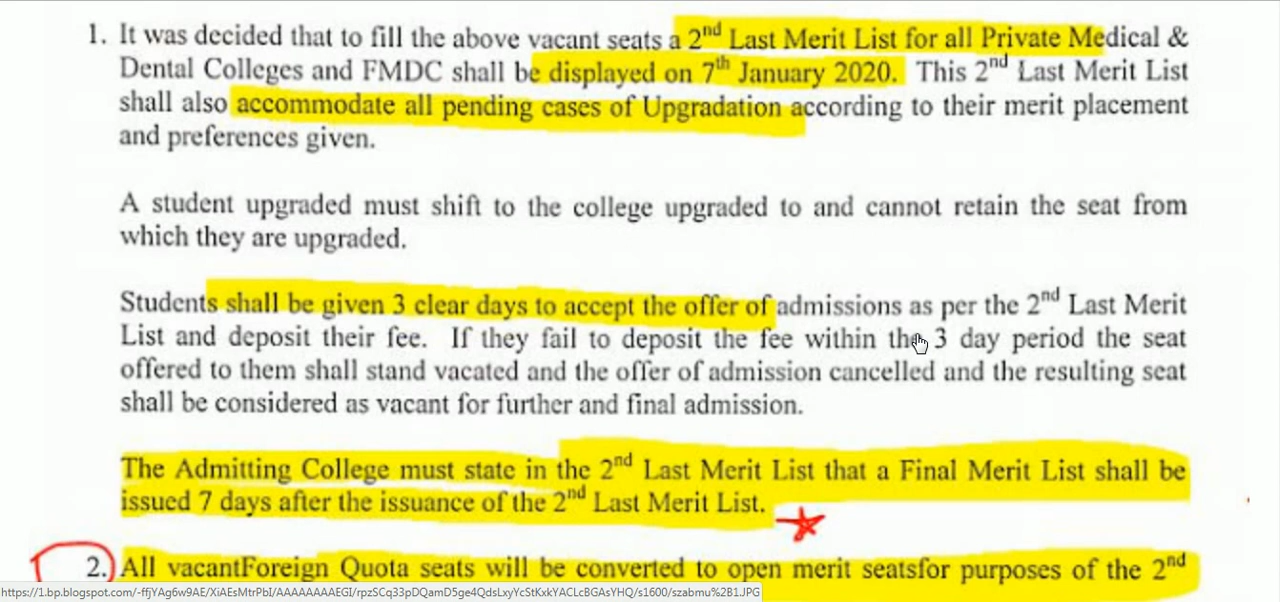 1. It was decided that to fill the above vacant seats a 2nd Last Merit List for all Private Medical &
Dental Colleges and FMDC shall be displayed on 7th January 2020. This 2nd Last Merit List
shall also accommodate all pending cases of Upgradation according to their merit placement
and preferences given.
A student upgraded must shift to the college upgraded to and cannot retain the seat from
which they are upgraded.
Students shall be given 3 clear days to accept the offer of admissions as per the 2nd Last Merit
List and deposit their fee. If they fail to deposit the fee within the 3 day period the seat
offered to them shall stand vacated and the offer of admission cancelled and the resulting seat
shall be considered as vacant for further and final admission.
The Admitting College must state in the 2nd Last Merit List that a Final Merit List shall be
issued 7 days after the issuance of the 2nd Last Merit List.
2. All vacantForeign Quota seats will be converted to open merit seatsfor purposes of the 2nd
https://1.bp.blogspot.com/-ffjYAg6w9AE/XiAEsMtrPbI/AAAAAAAAEGI/rpzSCq33pDQamD5ge4QdsLxyYcStKxkYACLcBGAsYHQ/s1600/szabmu%2B1.JPG